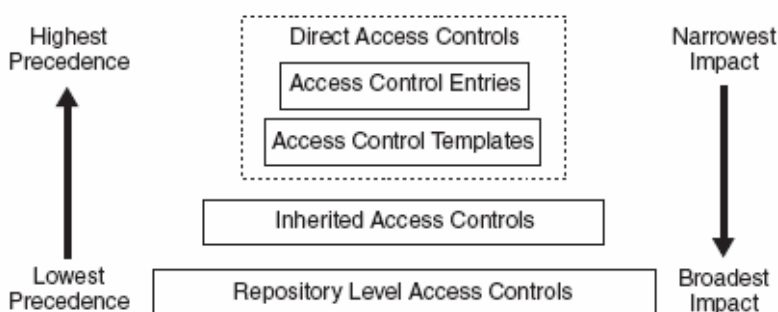 Highest
Precedence
Direct Access Controls
Narrowest
Impact
Access Control Entries
Access Control Templates
Inherited Access Controls
Lowest
Precedence
Repository Level Access Controls
Broadest
Impact